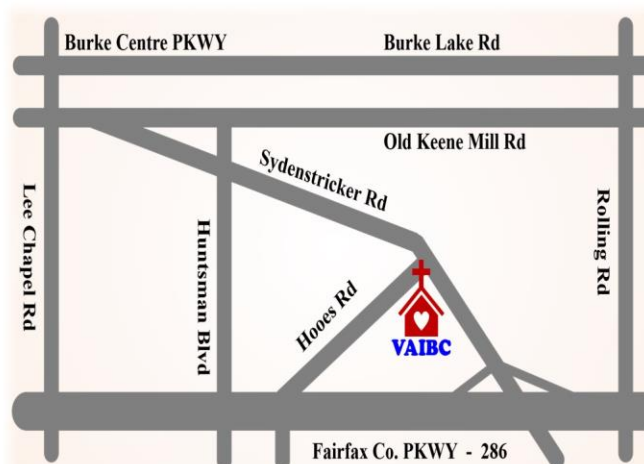 Burke Centre PKWY
Burke Lake Rd
Old Keene Mill Rd
Sydenstricker Rd
Lee Chapel Rd
Huntsman Blvd
Rolling Rd
Hooes Rd
VAIBC
Fairfax Co. PKWY - 286